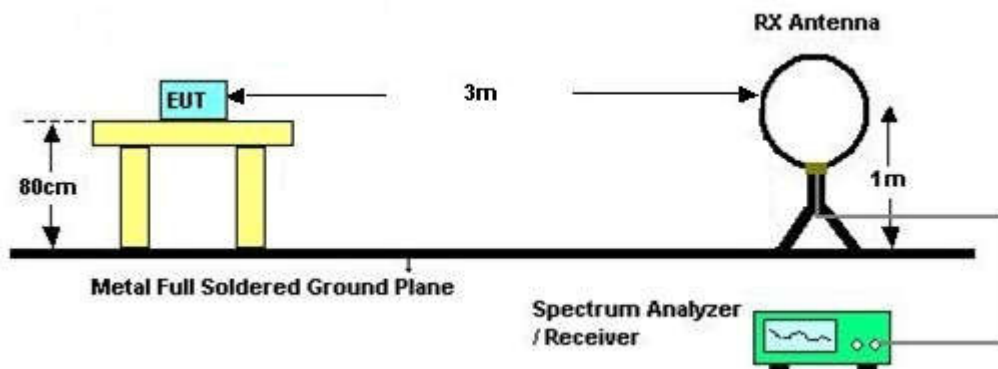 RX Antenna
EUT
3m
80cm
1m
Metal Full Soldered Ground Plane
Spectrum Analyzer
/ Receiver